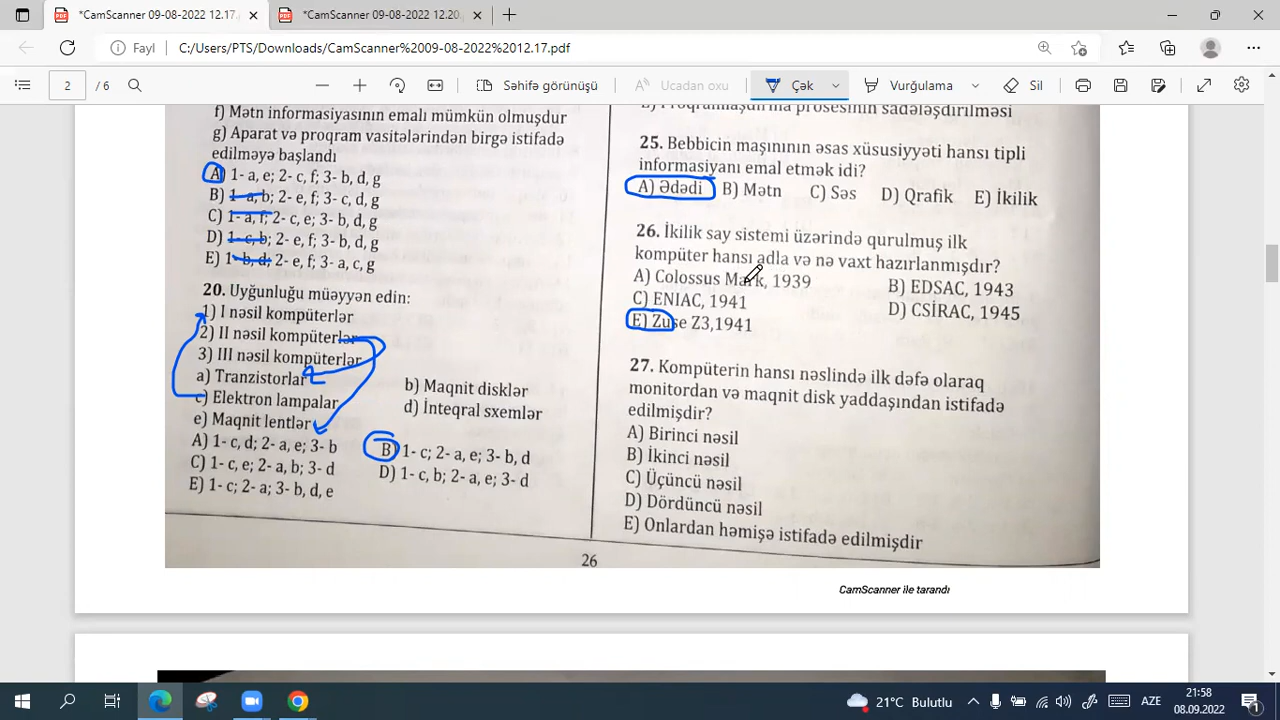 *CamScanner 09-08-2022 12.17.
*CamScanner 09-08-2022 12.20.
Fayl
C:/Users/PTS/Downloads/CamScanner%2009-08-2022%2012.17.pdf
2 / 6
Səhifə görünüşü
Ucadan oxu
Çək
Vurğulama
Sil
f) Mətn informasiyasının emalı mümkün olmuşdur
g) Aparat və proqram vasitələrindən birgə istifadə
edilməyə başlandı
A) 1- a, e; 2- c, f; 3- b, d, g
B) 1- a, b; 2- e, f; 3- c, d, g
C) 1- a, f; 2- c, e; 3- b, d, g
D) 1- c, b; 2- e, f; 3- b, d, g
E) 1- b, d; 2- e, f; 3- a, c, g
20. Uyğunluğu müəyyən edin:
1) I nəsil kompüterlər
2) II nəsil kompüterlər
3) III nəsil kompüterlər
a) Tranzistorlar
b) Maqnit disklər
c) Elektron lampalar
d) İnteqral sxemlər
e) Maqnit lentlər
A) 1- c, d; 2- a, e; 3- b
B) 1- c; 2- a, e; 3- b, d
C) 1- c, e; 2- a, b; 3- d
D) 1- c, b; 2- a, e; 3- d
E) 1- c; 2- a; 3- b, d, e
26
E) Proqramlaşdırma prosesinin sadələşdirilməsi
25. Bebbicin maşınının əsas xüsusiyyəti hansı tipli
informasiyanı emal etmək idi?
A) Ədədi B) Mətn C) Səs D) Qrafik E) İkilik
26. İkilik say sistemi üzərində qurulmuş ilk
kompüter hansı adla və nə vaxt hazırlanmışdır?
A) Colossus Mark, 1939
B) EDSAC, 1943
C) ENIAC, 1941
D) CSİRAC, 1945
E) Zuse Z3,1941
27. Kompüterin hansı nəslində ilk dəfə olaraq
monitordan və maqnit disk yaddaşından istifadə
edilmişdir?
A) Birinci nəsil
B) İkinci nəsil
C) Üçüncü nəsil
D) Dördüncü nəsil
E) Onlardan həmişə istifadə edilmişdir
CamScanner ile tarandı
21°C Bulutlu
AZE
21:58
08.09.2022
1